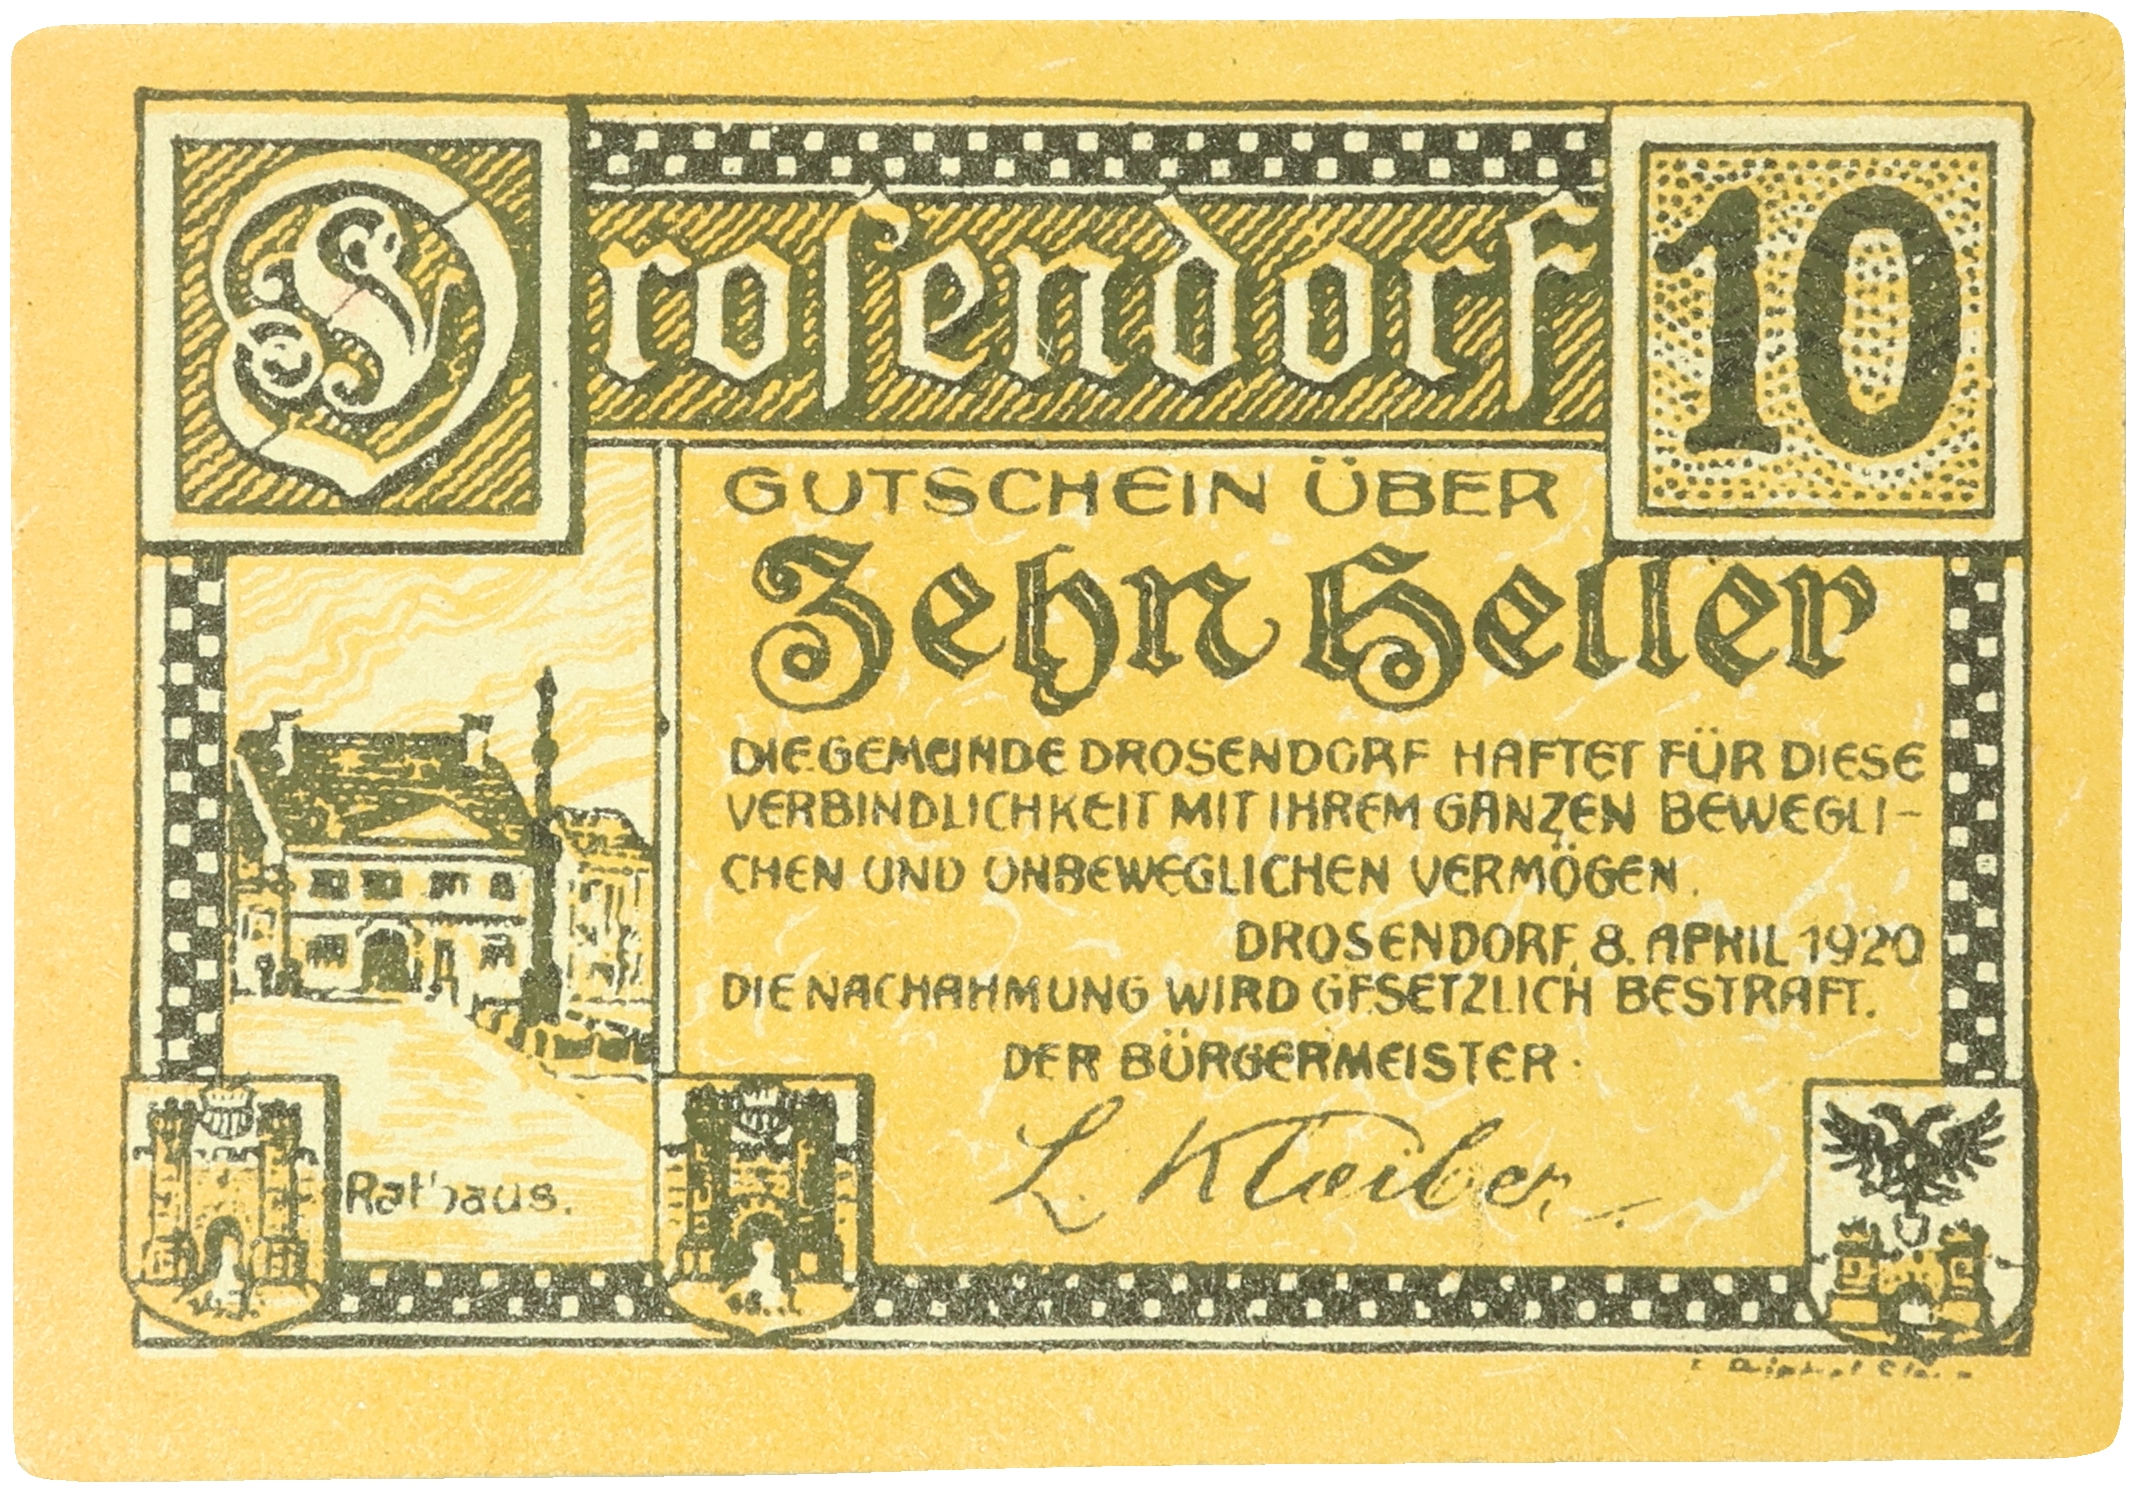 Drosendorf
10
GUTSCHEIN ÜBER
Zehn Heller
DIE GEMEINDE DROSENDORF HAFTET FÜR DIESE
VERBINDLICHKEIT MIT IHREM GANZEN BEWEGLI-
CHEN UND UNBEWEGLICHEN VERMÖGEN.
DROSENDORF, 8. APRIL 1920
DIE NACHAHMUNG WIRD GESETZLICH BESTRAFT.
DER BÜRGERMEISTER.
L. Kleiber
Rathaus.